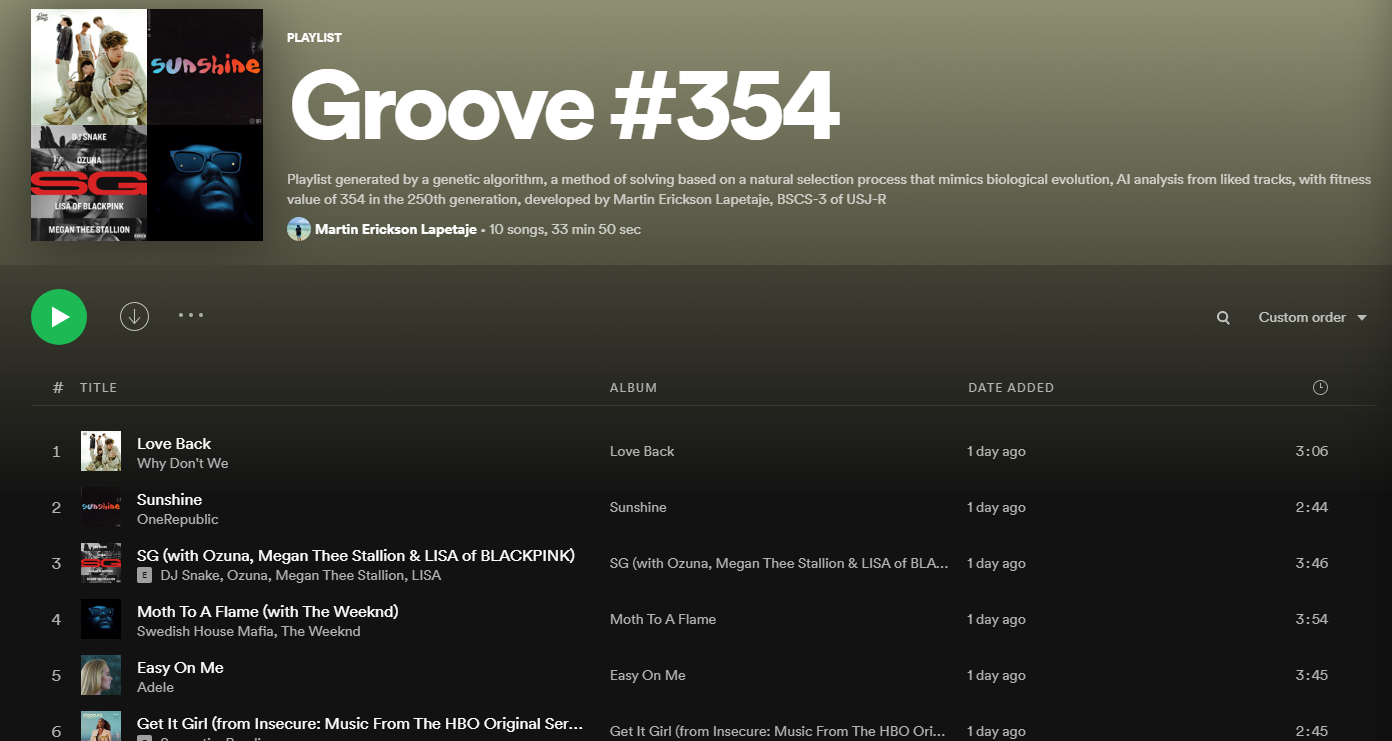 PLAYLIST
Groove #354
Playlist generated by a genetic algorithm, a method of solving based on a natural selection process that mimics biological evolution, AI analysis from liked tracks, with fitness
value of 354 in the 250th generation, developed by Martin Erickson Lapetaje, BSCS-3 of USJ-R
Martin Erickson Lapetaje • 10 songs, 33 min 50 sec
sunshine
DJ SNAKE
OZUNA
SG
LISA OF BLACKPINK
MEGAN THEE STALLION
Custom order
# TITLE ALBUM DATE ADDED
1 Love Back Love Back 1 day ago 3:06
Why Don't We
2 Sunshine Sunshine 1 day ago 2:44
OneRepublic
3 SG (with Ozuna, Megan Thee Stallion & LISA of BLACKPINK) SG (with Ozuna, Megan Thee Stallion & LISA of BLA... 1 day ago 3:46
E DJ Snake, Ozuna, Megan Thee Stallion, LISA
4 Moth To A Flame (with The Weeknd) Moth To A Flame 1 day ago 3:54
Swedish House Mafia, The Weeknd
5 Easy On Me Easy On Me 1 day ago 3:45
Adele
6 Get It Girl (from Insecure: Music From The HBO Original Ser... Get It Girl (from Insecure: Music From The HBO Ori... 1 day ago 2:45